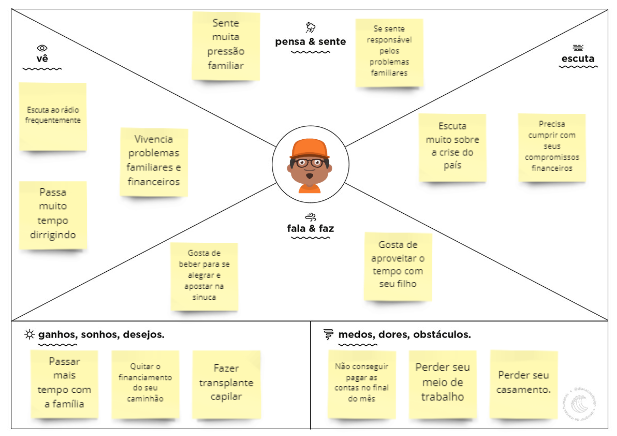 Sente
muita
pressão
familiar
pensa & sente
Se sente
responsável
pelos
problemas
familiares
vê
escuta
Escuta ao rádio
frequentemente
Vivencia
problemas
familiares e
financeiros
Passa
muito
tempo
dirrigindo
Escuta
muito sobre
a crise do
país
Precisa
cumprir com
seus
compromissos
financeiros
fala & faz
Gosta de
beber para se
alegrar e
apostar na
sinuca
Gosta de
aproveitar o
tempo com
seu filho
ganhos, sonhos, desejos.
Passar
mais
tempo com
a família
Quitar o
financiamento
do seu
caminhão
Fazer
transplante
capilar
medos, dores, obstáculos.
Não conseguir
pagar as
contas no final
do mês
Perder seu
meio de
trabalho
Perder seu
casamento.